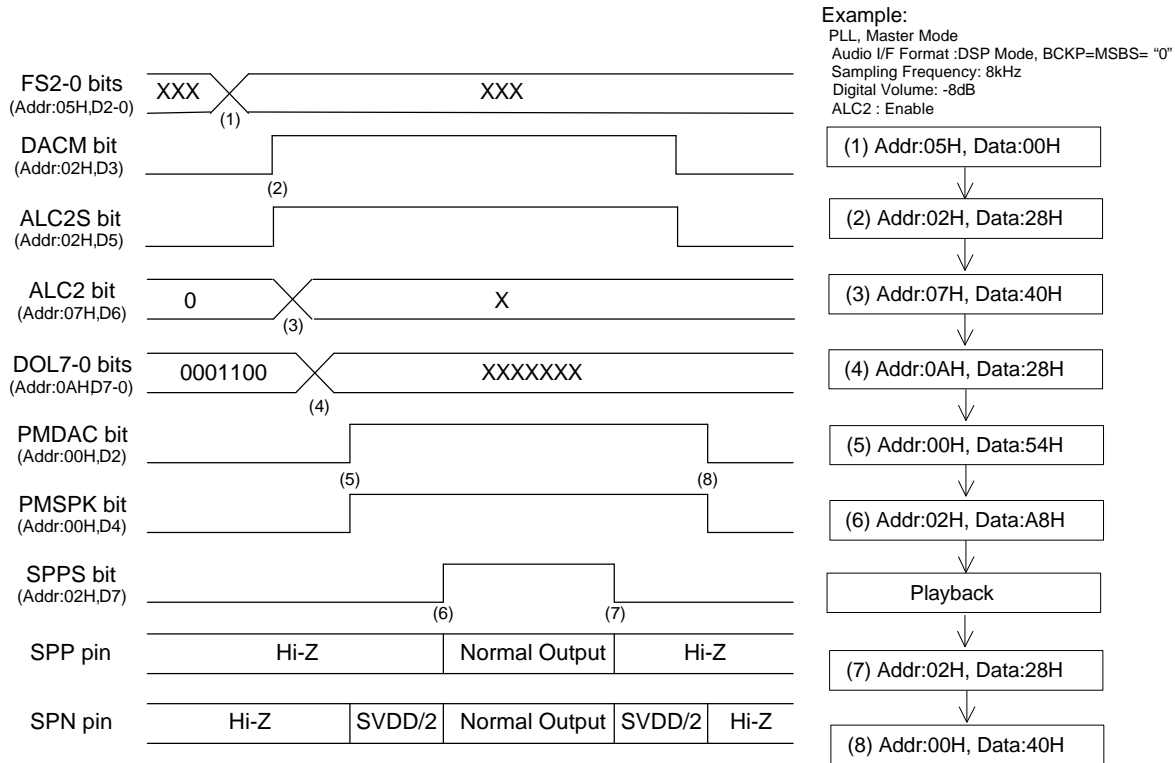 Example:
PLL, Master Mode
Audio I/F Format :DSP Mode, BCKP=MSBS= “0”
Sampling Frequency: 8kHz
Digital Volume: -8dB
ALC2 : Enable
FS2-0 bits
(Addr:05H,D2-0)
XXX
XXX
(1)
DACM bit
(Addr:02H,D3)
(2)
ALC2S bit
(Addr:02H,D5)
ALC2 bit
(Addr:07H,D6)
0
X
(3)
DOL7-0 bits
(Addr:0AH,D7-0)
0001100
XXXXXXX
(4)
PMDAC bit
(Addr:00H,D2)
(5)
(8)
PMSPK bit
(Addr:00H,D4)
SPPS bit
(Addr:02H,D7)
(6)
(7)
SPP pin
Hi-Z
Normal Output
Hi-Z
SPN pin
Hi-Z
SVDD/2
Normal Output
SVDD/2
Hi-Z
(1) Addr:05H, Data:00H
(2) Addr:02H, Data:28H
(3) Addr:07H, Data:40H
(4) Addr:0AH, Data:28H
(5) Addr:00H, Data:54H
(6) Addr:02H, Data:A8H
Playback
(7) Addr:02H, Data:28H
(8) Addr:00H, Data:40H